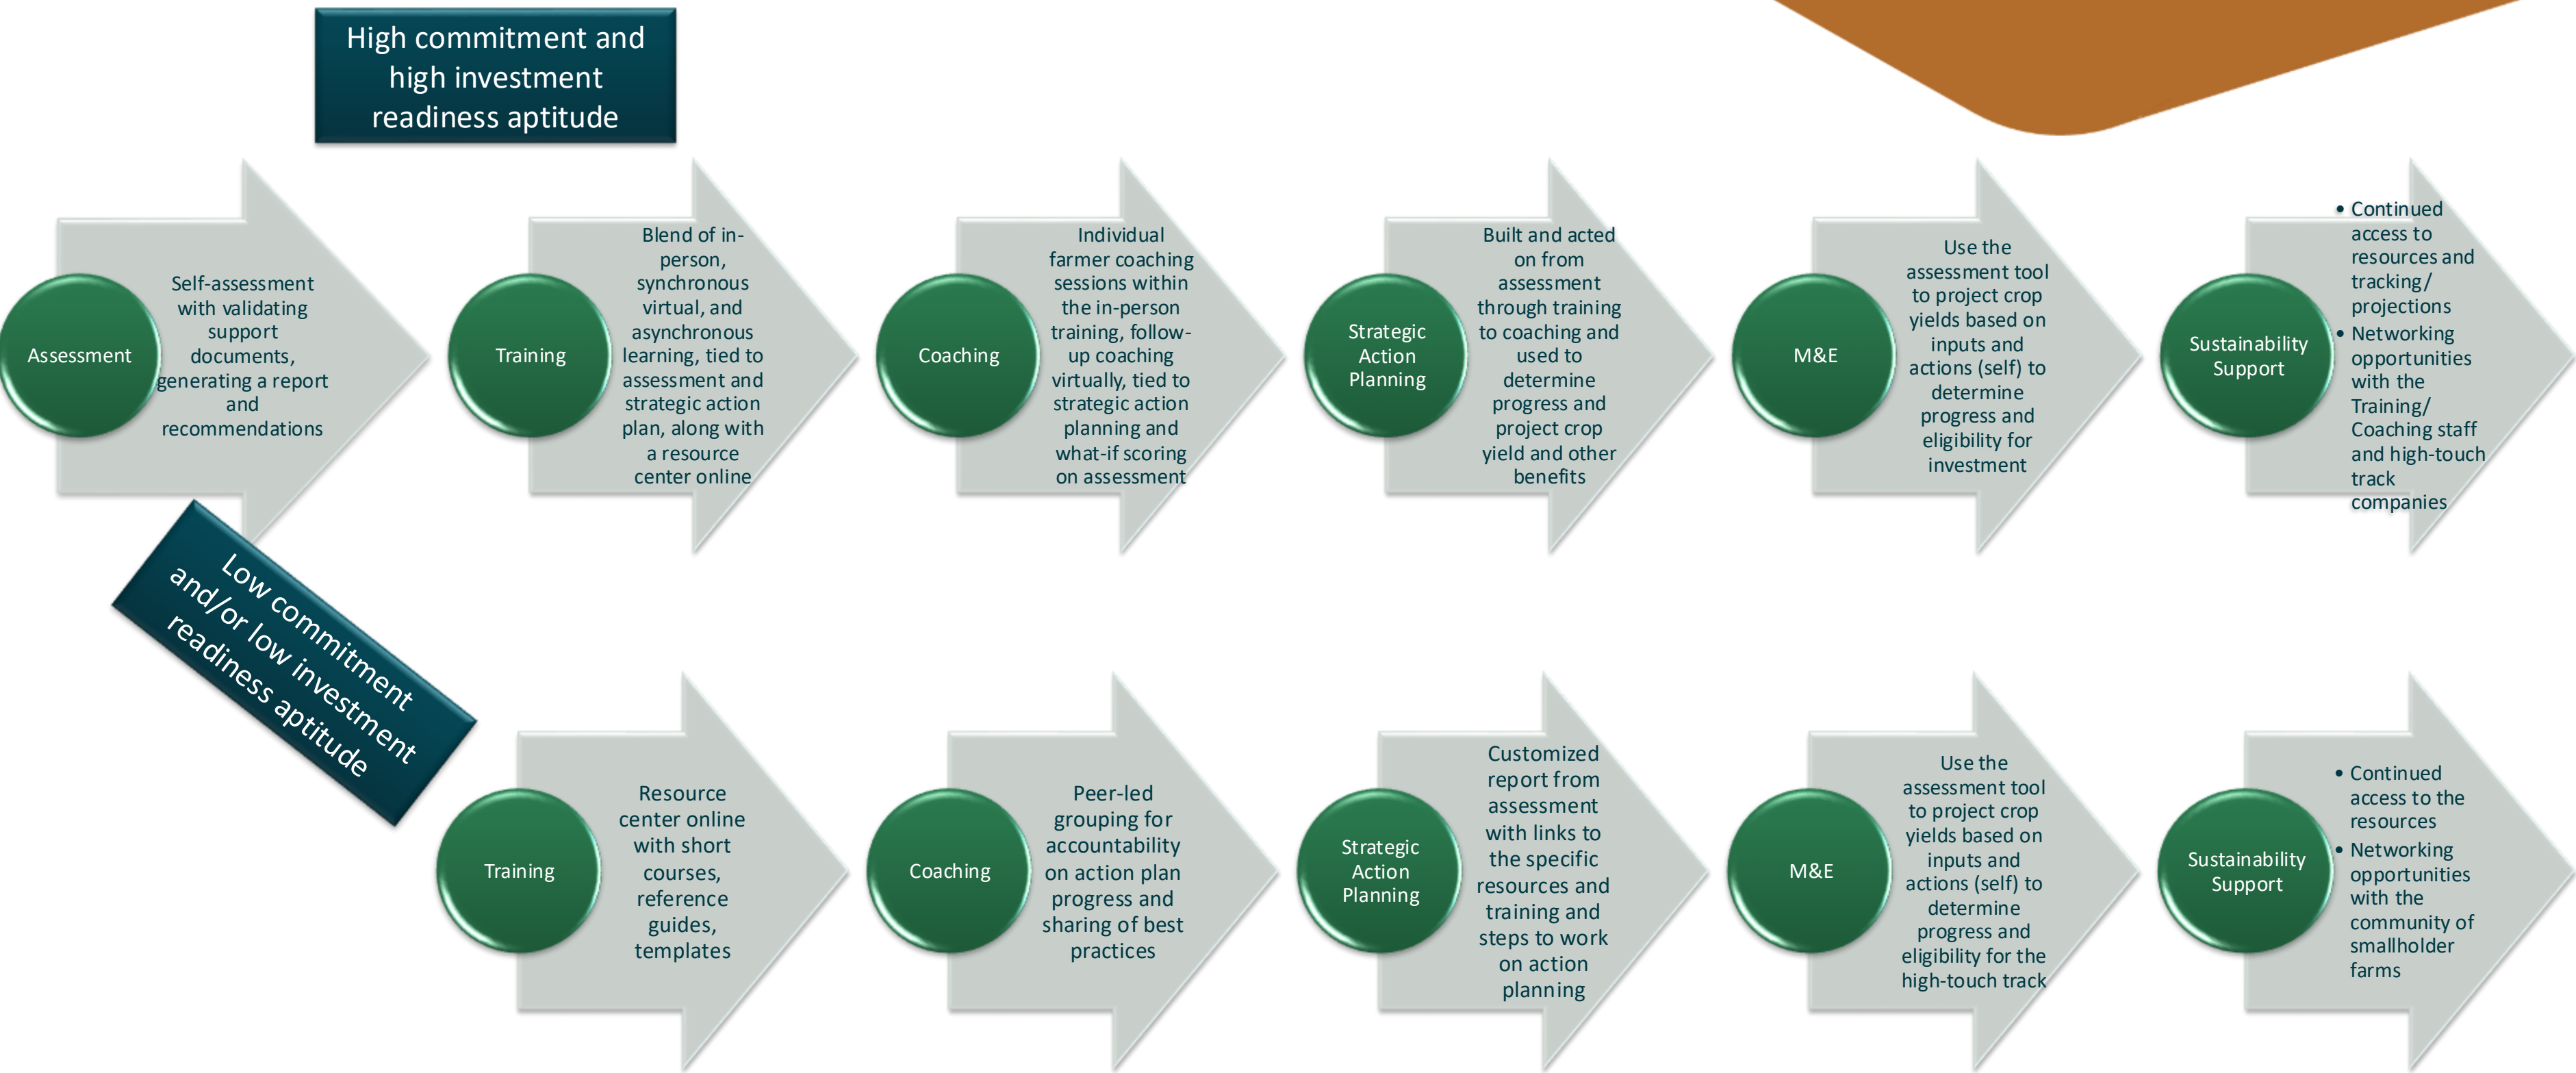 High commitment and
high investment
readiness aptitude
Assessment
Self-assessment
with validating
support
documents,
generating a report
and
recommendations
Training
Blend of in-
person,
synchronous
virtual, and
asynchronous
learning, tied to
assessment and
strategic action
plan, along with
a resource
center online
Coaching
Individual
farmer coaching
sessions within
the in-person
training, follow-
up coaching
virtually, tied to
strategic action
planning and
what-if scoring
on assessment
Strategic
Action
Planning
Built and acted
on from
assessment
through training
to coaching and
used to
determine
progress and
project crop
yield and other
benefits
M&E
Use the
assessment tool
to project crop
yields based on
inputs and
actions (self) to
determine
progress and
eligibility for
investment
Sustainability
Support
• Continued
access to
resources and
tracking/
projections
• Networking
opportunities
with the
Training/
Coaching staff
and high-touch
track
companies
Low commitment
and/or low investment
readiness aptitude
Training
Resource
center online
with short
courses,
reference
guides,
templates
Coaching
Peer-led
grouping for
accountability
on action plan
progress and
sharing of best
practices
Strategic
Action
Planning
Customized
report from
assessment
with links to
the specific
resources and
training and
steps to work
on action
planning
M&E
Use the
assessment tool
to project crop
yields based on
inputs and
actions (self) to
determine
progress and
eligibility for the
high-touch track
Sustainability
Support
• Continued
access to the
resources
• Networking
opportunities
with the
community of
smallholder
farms